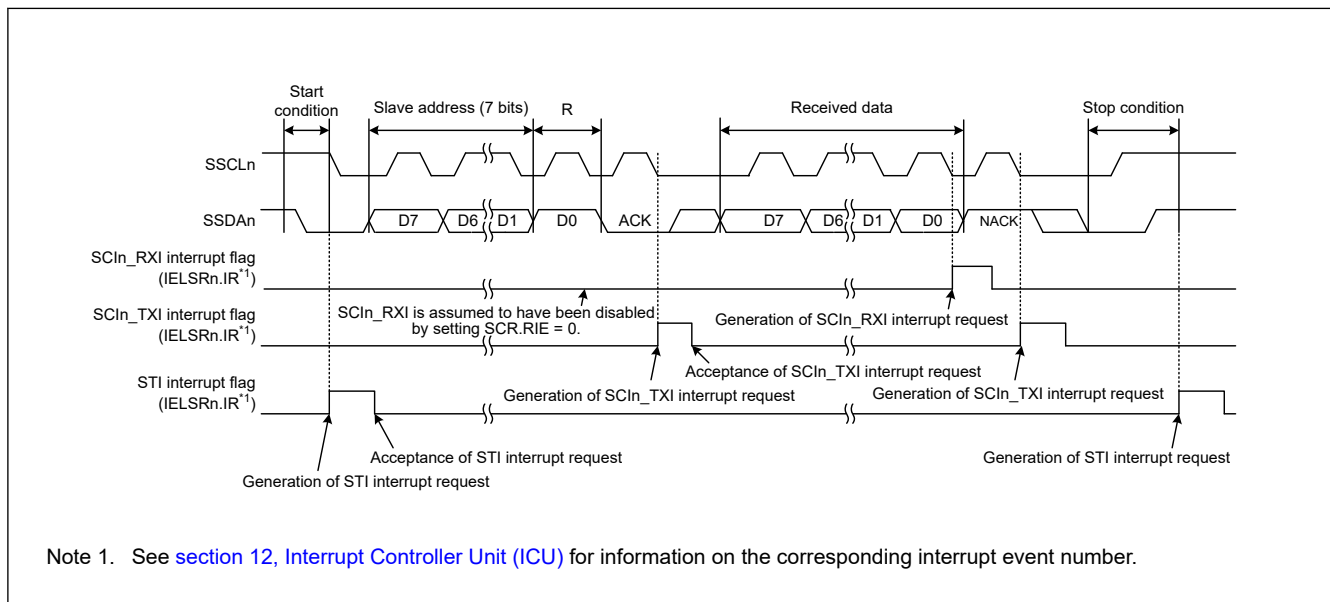 Start
condition
Slave address (7 bits)
R
Received data
Stop condition
SSCLn
SSDAn
D7
D6
D1
D0
ACK
D7
D6
D1
D0
NACK
SCIn_RXI interrupt flag
(IELSRn.IR*1)
SCIn_RXI is assumed to have been disabled
by setting SCR.RIE = 0.
Generation of SCIn_RXI interrupt request
SCIn_TXI interrupt flag
(IELSRn.IR*1)
Acceptance of SCIn_TXI interrupt request
Generation of SCIn_TXI interrupt request
Generation of SCIn_TXI interrupt request
STI interrupt flag
(IELSRn.IR*1)
Acceptance of STI interrupt request
Generation of STI interrupt request
Generation of STI interrupt request
Note 1. See section 12, Interrupt Controller Unit (ICU) for information on the corresponding interrupt event number.